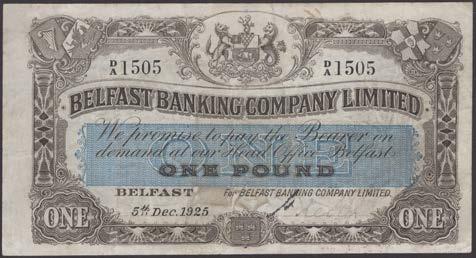 D/A 1505 D/A 1505
BELFAST BANKING COMPANY LIMITED
We promise to pay the Bearer on
demand at our Head Office Belfast
ONE
ONE POUND
BELFAST For BELFAST BANKING COMPANY LIMITED.
5th Dec. 1925
ONE ONE